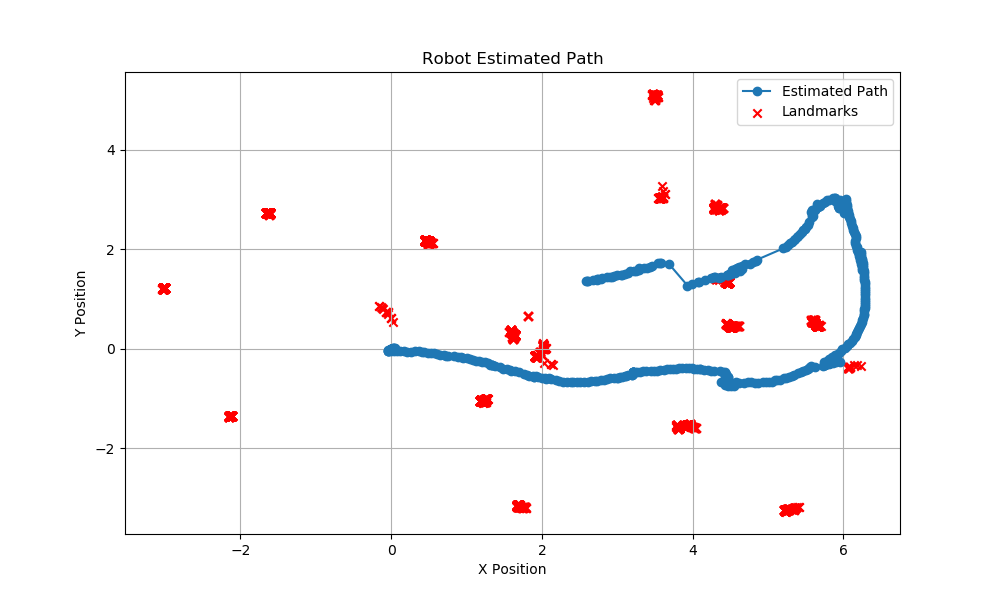 Robot Estimated Path
Estimated Path
Landmarks
4
2
0
−2
Y Position
−2
0
2
4
6
X Position